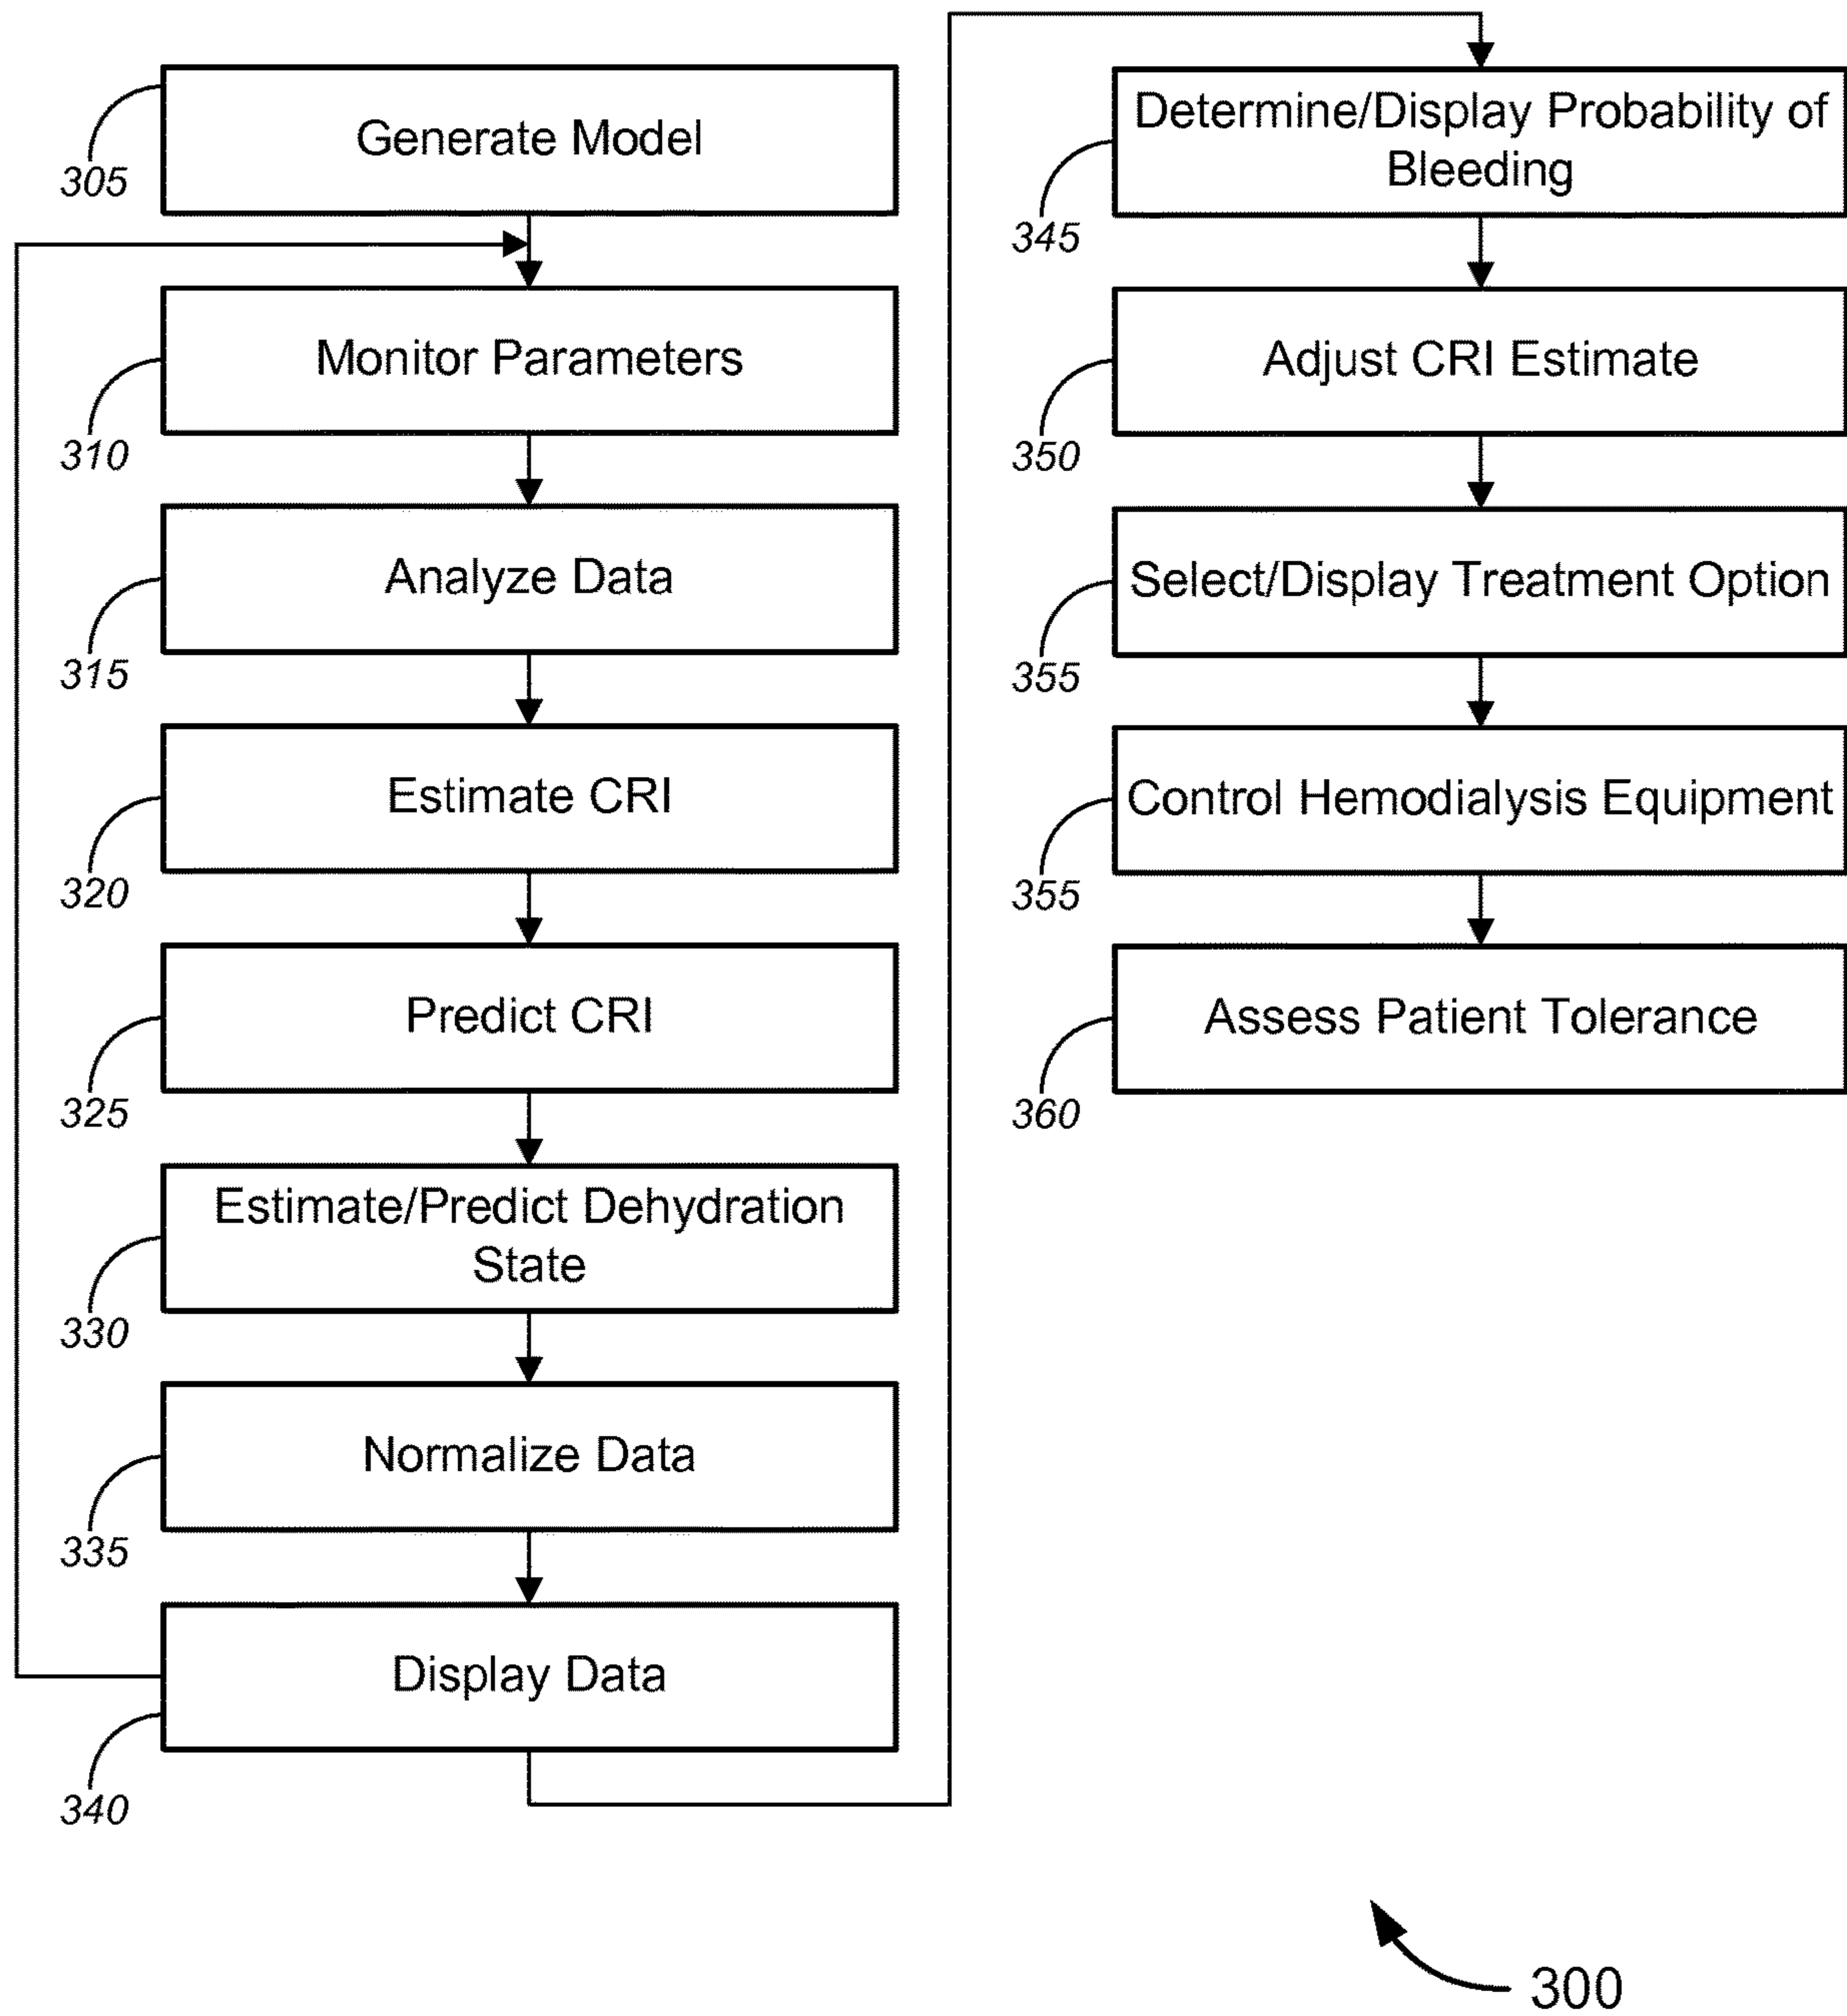 Generate Model
305
Monitor Parameters
310
Analyze Data
315
Estimate CRI
320
Predict CRI
325
Estimate/Predict Dehydration
State
330
Normalize Data
335
Display Data
340
Determine/Display Probability of
Bleeding
345
Adjust CRI Estimate
350
Select/Display Treatment Option
355
Control Hemodialysis Equipment
355
Assess Patient Tolerance
360
300